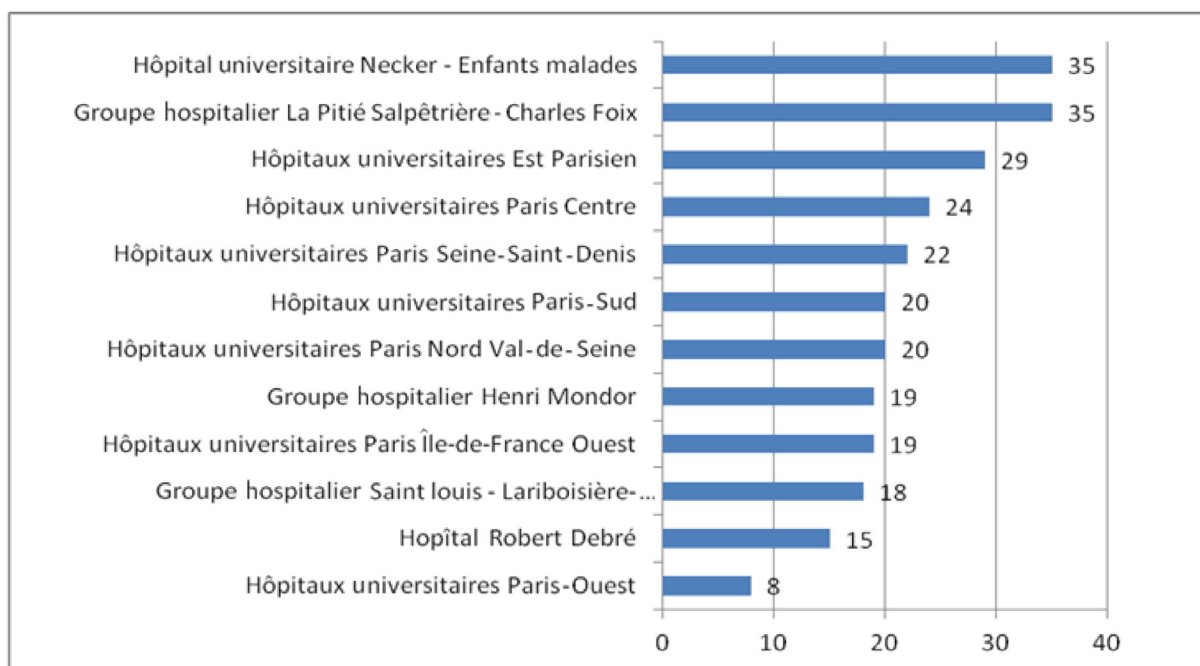 Hôpital universitaire Necker - Enfants malades 35
Groupe hospitalier La Pitié Salpêtrière - Charles Foix 35
Hôpitaux universitaires Est Parisien 29
Hôpitaux universitaires Paris Centre 24
Hôpitaux universitaires Paris Seine-Saint-Denis 22
Hôpitaux universitaires Paris-Sud 20
Hôpitaux universitaires Paris Nord Val-de-Seine 20
Groupe hospitalier Henri Mondor 19
Hôpitaux universitaires Paris Île-de-France Ouest 19
Groupe hospitalier Saint louis - Lariboisière-... 18
Hopîtal Robert Debré 15
Hôpitaux universitaires Paris-Ouest 8
0 10 20 30 40